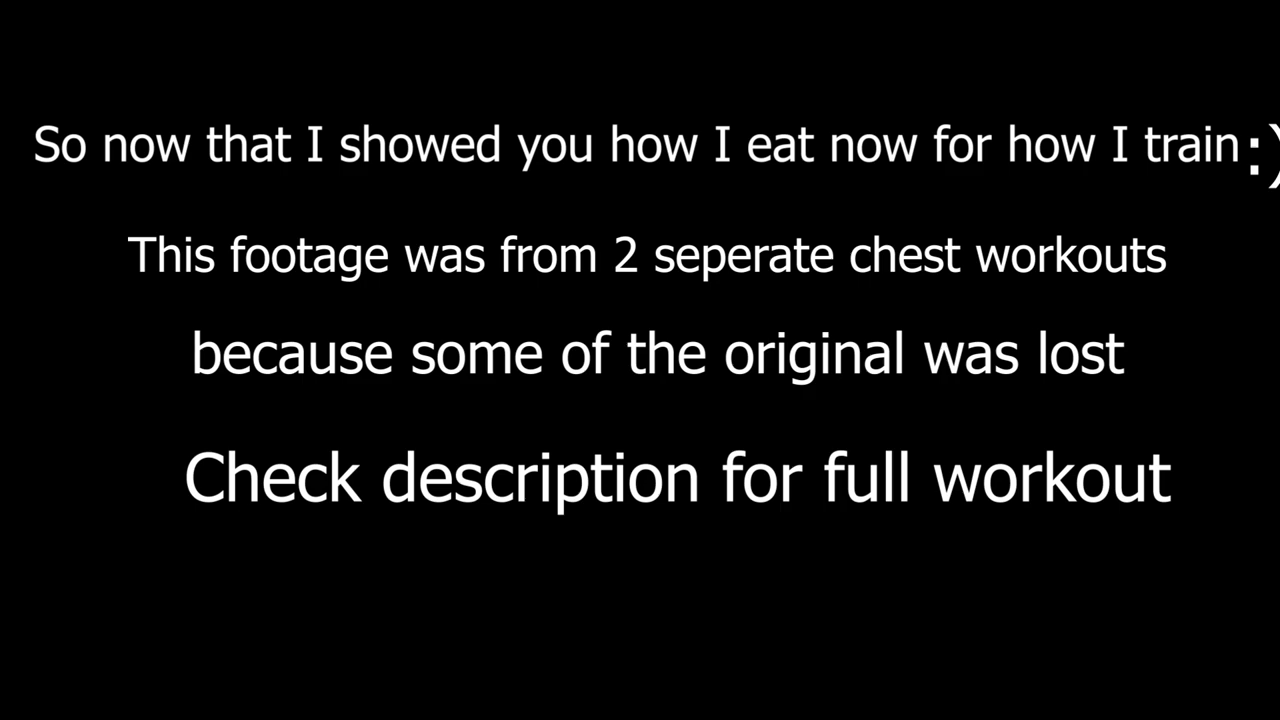 So now that I showed you how I eat now for how I train :)
This footage was from 2 seperate chest workouts
because some of the original was lost
Check description for full workout